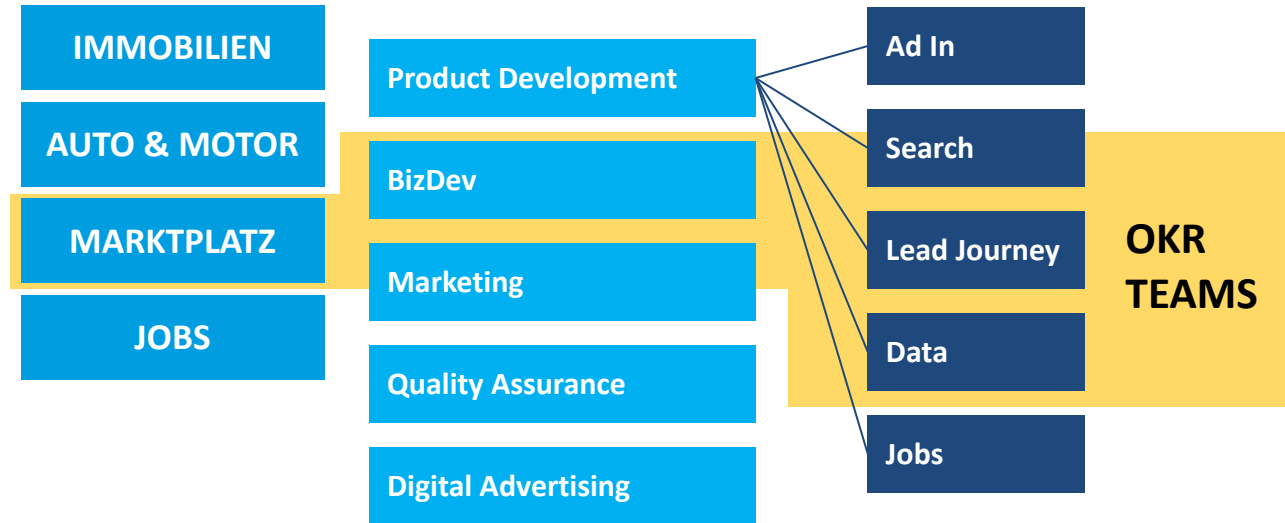 IMMOBILIEN
AUTO & MOTOR
MARKTPLATZ
JOBS
Product Development
BizDev
Marketing
Quality Assurance
Digital Advertising
Ad In
Search
Lead Journey
Data
Jobs
OKR
TEAMS